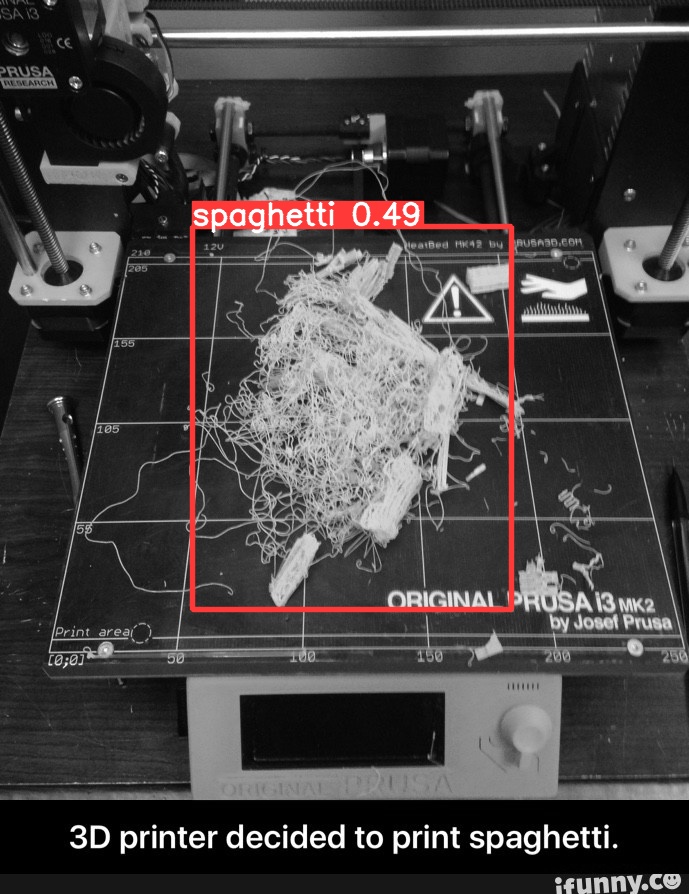 ORIGINAL
PRUSA i3
CE
PRUSA
RESEARCH
spaghetti 0.49
210
12V
HeatBed MK42 by PRUSA3D.COM
205
155
105
55
ORIGINAL PRUSA i3 MK2
by Josef Prusa
Print area
[0;0]
50
100
150
200
250
ORIGINAL PRUSA
3D printer decided to print spaghetti.
ifunny.co